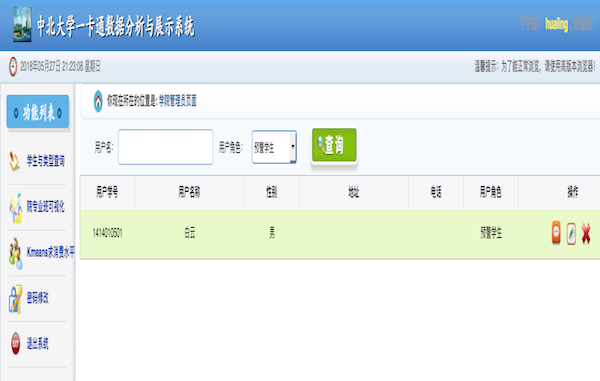 中北大学一卡通数据分析与展示系统
下午好! hualing , 欢迎您!
2018年05月27日 21:23:08 星期日
温馨提示：为了能正常浏览，请使用高版本浏览器！
功能列表
你现在所在的位置是: 学院管理员页面
用户名： 用户角色： 预警学生 查询
学生与类型查询
院专业班可视化
Kmeans求消费水平
密码修改
退出系统
用户学号 用户名称 性别 地址 电话 用户角色 操作
1414010501 白云 男 预警学生